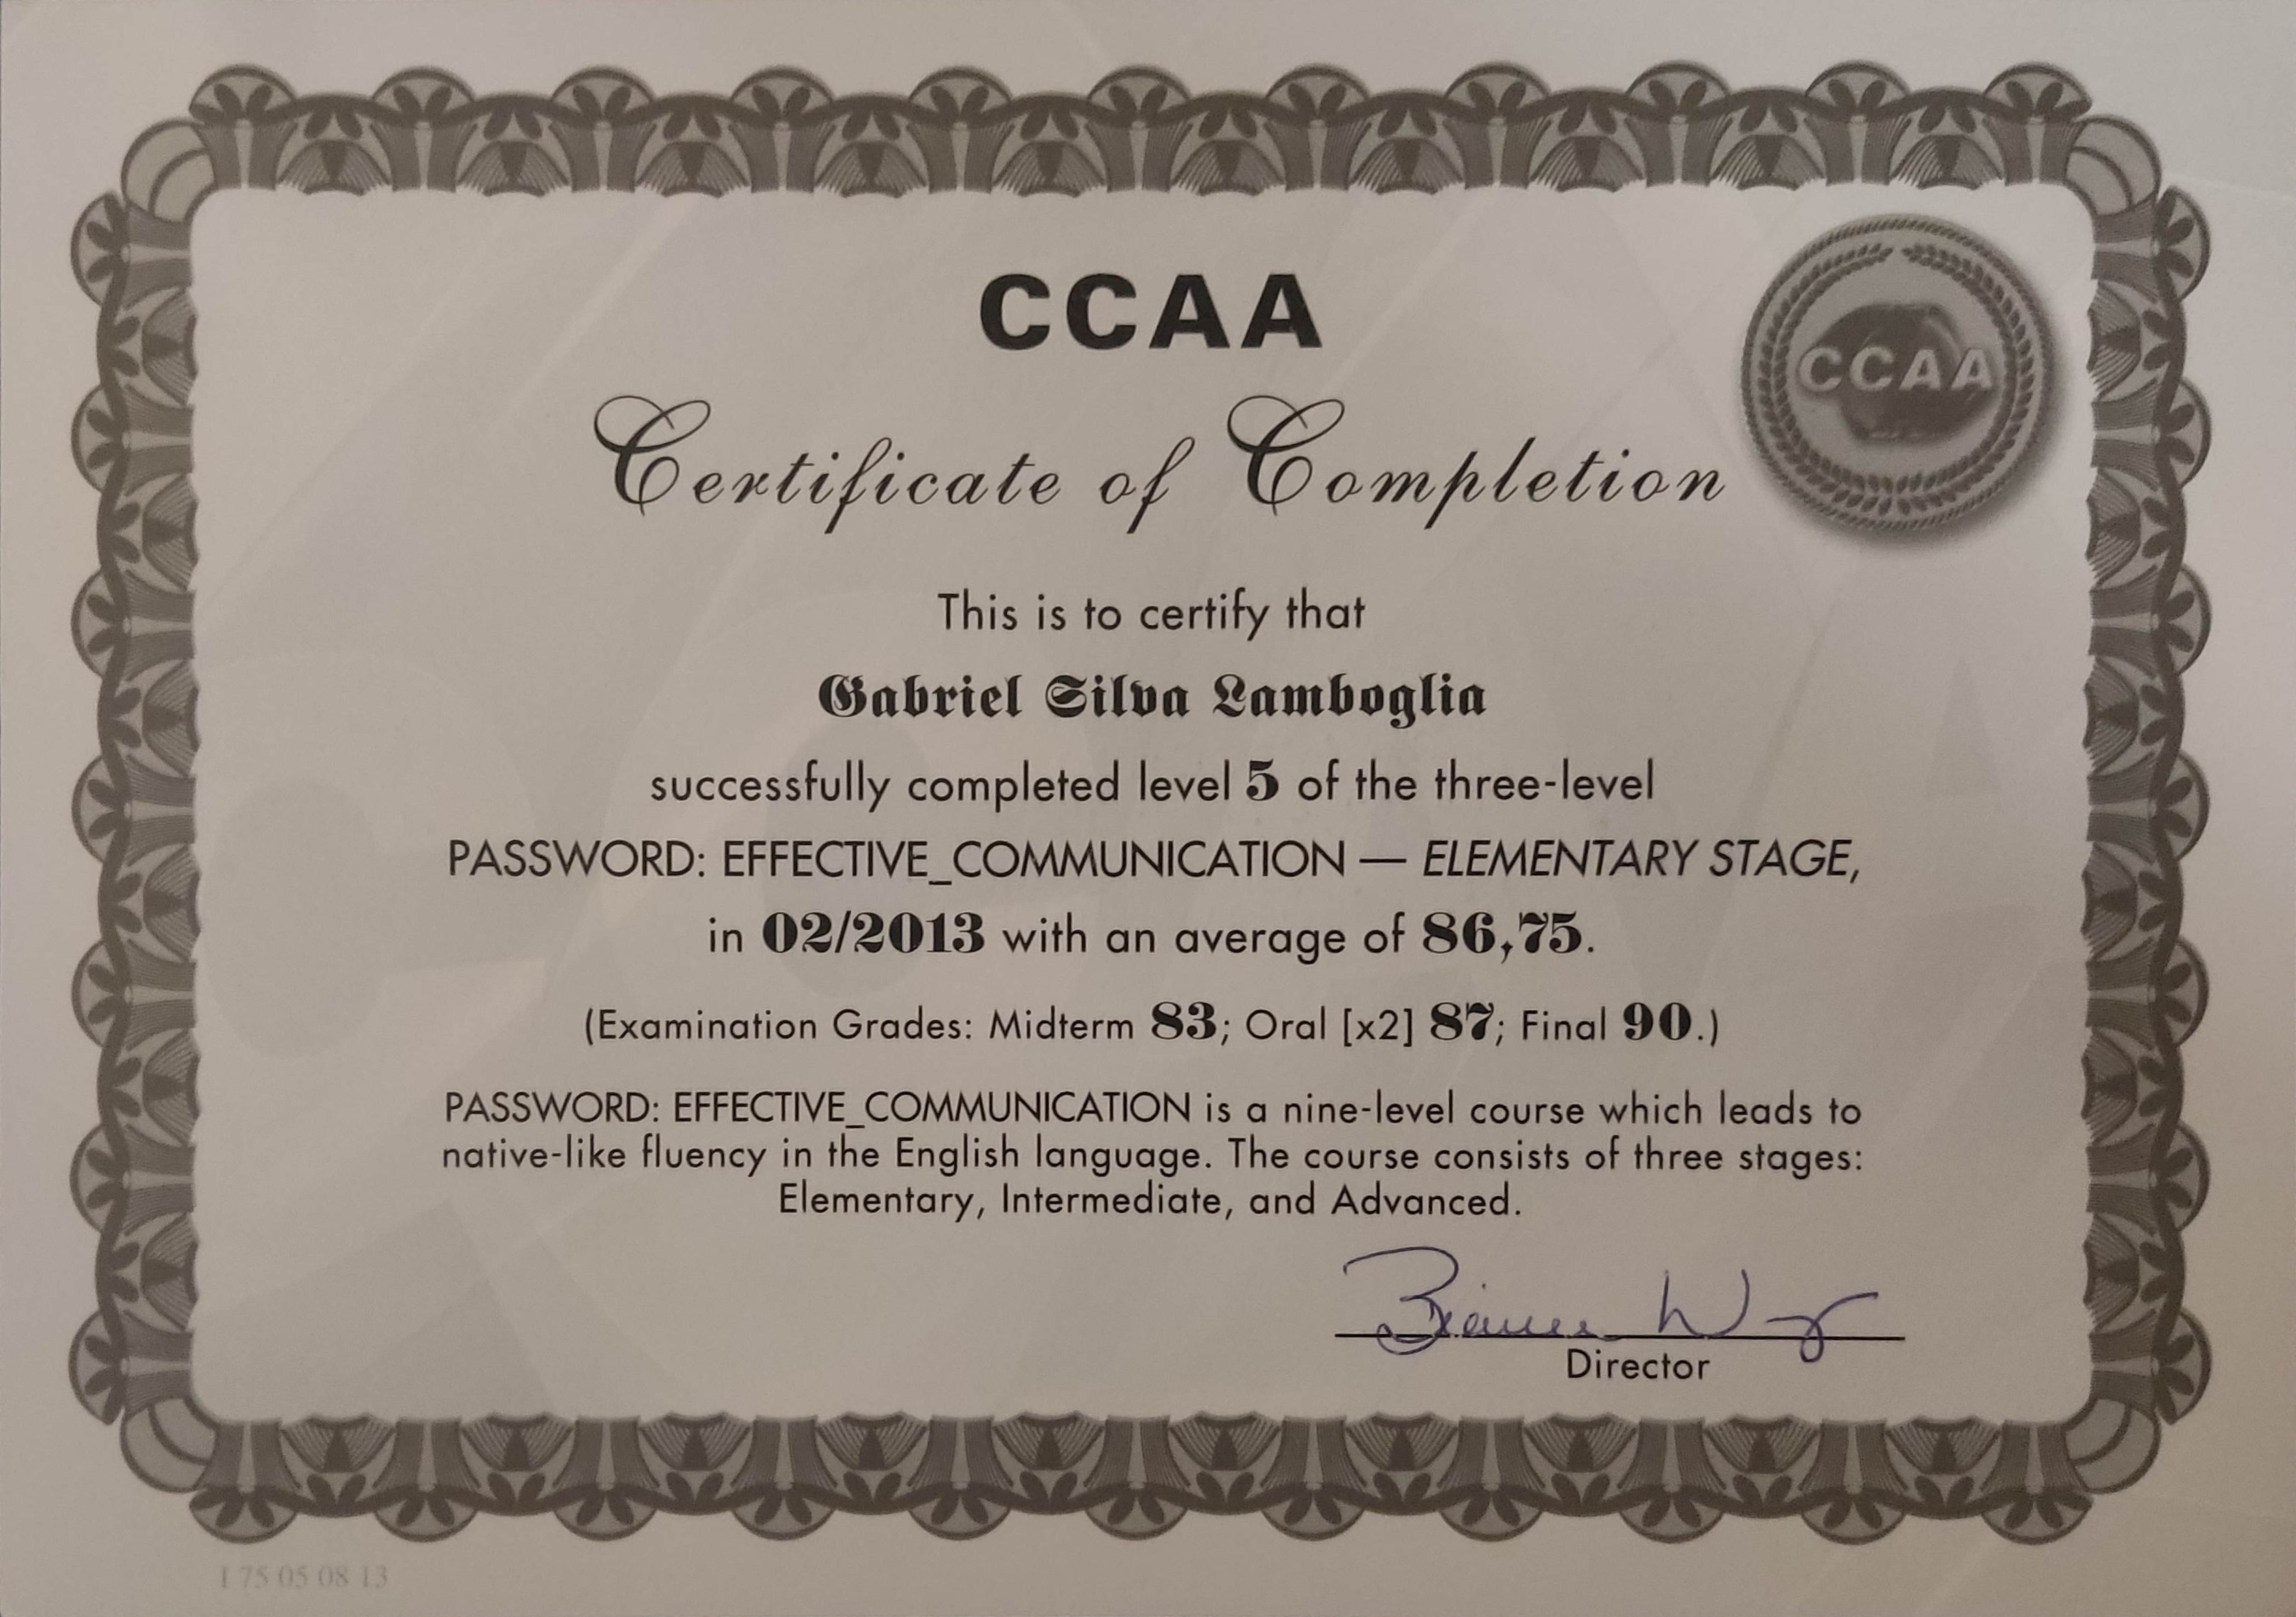 CCAA
CCAA
Certificate of Completion
This is to certify that
Gabriel Silva Lamboglia
successfully completed level 5 of the three-level
PASSWORD: EFFECTIVE_COMMUNICATION — ELEMENTARY STAGE,
in 02/2013 with an average of 86,75.
(Examination Grades: Midterm 83; Oral [x2] 87; Final 90.)
PASSWORD: EFFECTIVE_COMMUNICATION is a nine-level course which leads to
native-like fluency in the English language. The course consists of three stages:
Elementary, Intermediate, and Advanced.
Director
I 75 05 08 13